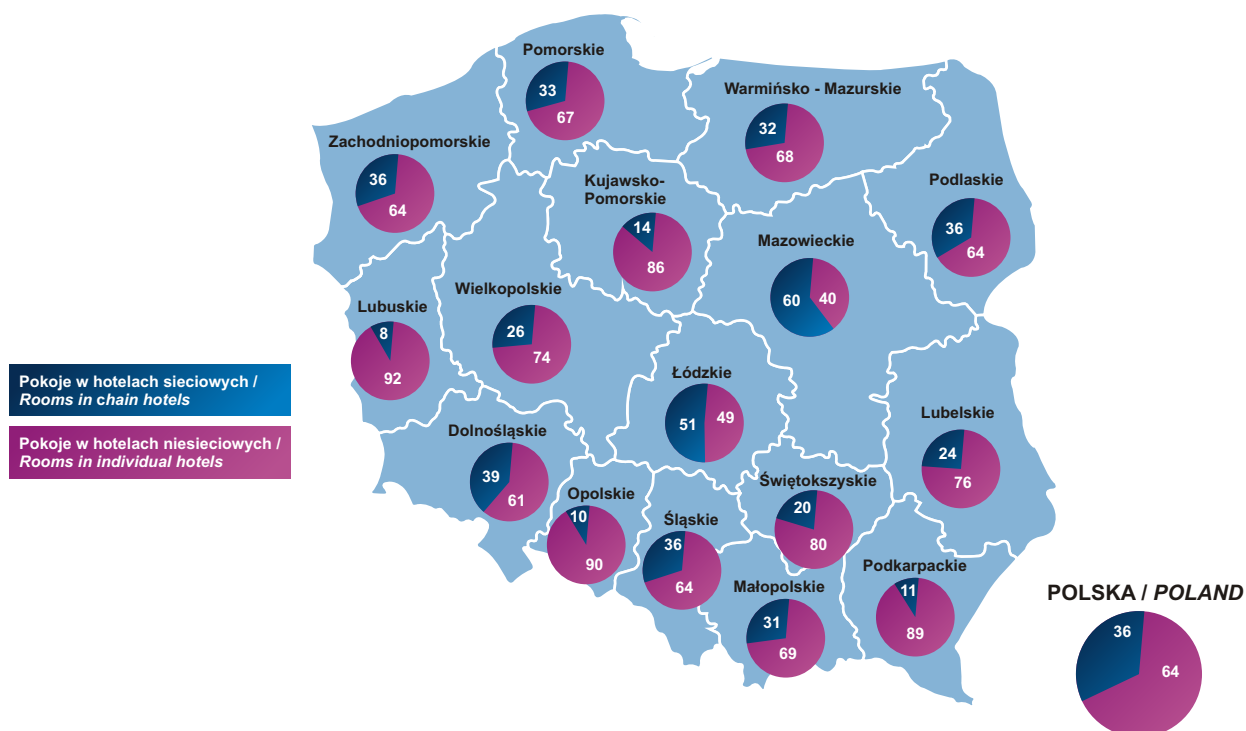 Pomorskie
33
67
Warmińsko - Mazurskie
32
68
Zachodniopomorskie
36
64
Kujawsko-
Pomorskie
14
86
Podlaskie
36
64
Mazowieckie
60
40
Wielkopolskie
26
74
Lubuskie
8
92
Łódzkie
51
49
Pokoje w hotelach sieciowych /
Rooms in chain hotels
Pokoje w hotelach niesieciowych /
Rooms in individual hotels
Lubelskie
24
76
Dolnośląskie
39
61
Opolskie
10
90
Śląskie
36
64
Świętokszyskie
20
80
Małopolskie
31
69
Podkarpackie
11
89
POLSKA / POLAND
36
64